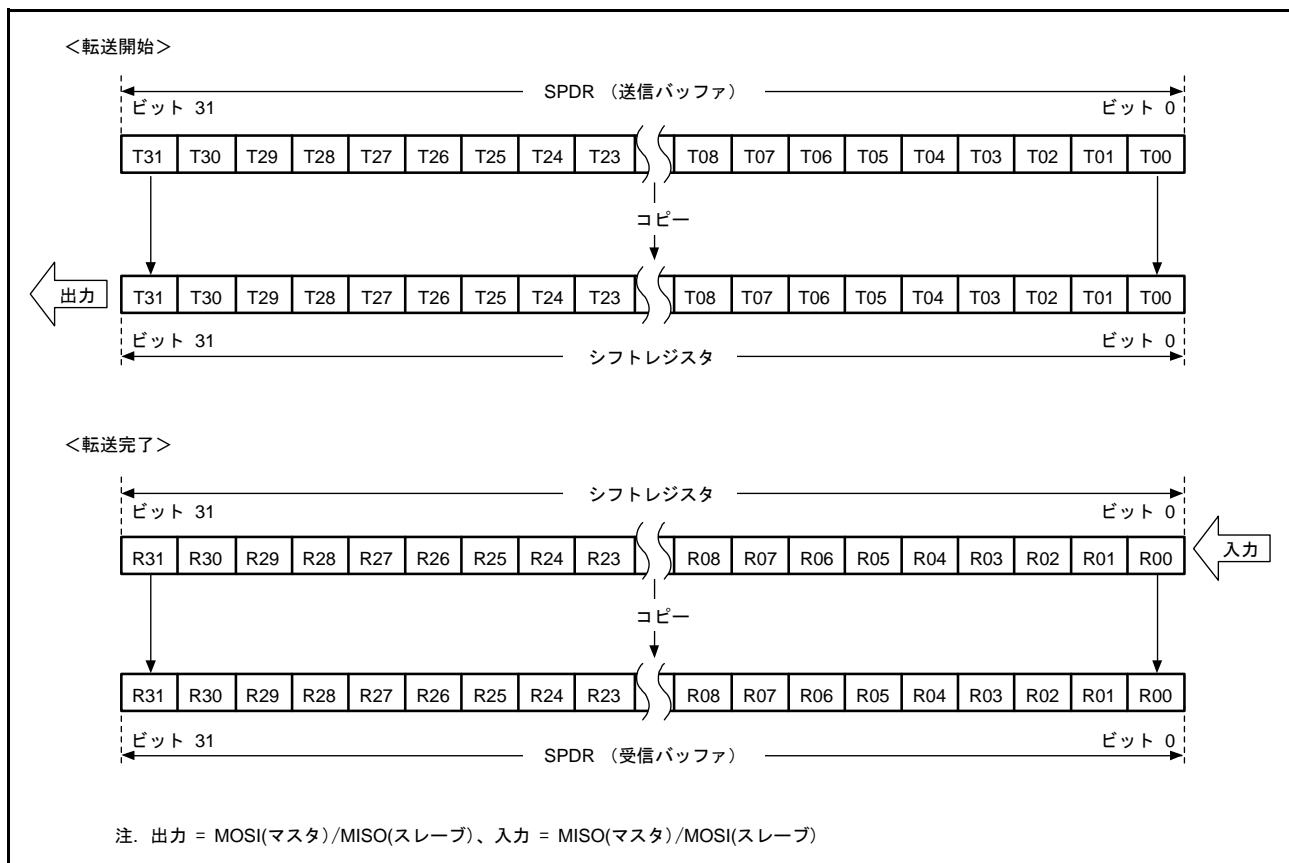 ＜転送開始＞
SPDR （送信バッファ）
ビット 31 ビット 0
T31 T30 T29 T28 T27 T26 T25 T24 T23 T08 T07 T06 T05 T04 T03 T02 T01 T00
コピー
出力 T31 T30 T29 T28 T27 T26 T25 T24 T23 T08 T07 T06 T05 T04 T03 T02 T01 T00
ビット 31 ビット 0
シフトレジスタ
＜転送完了＞
シフトレジスタ
ビット 31 ビット 0
R31 R30 R29 R28 R27 R26 R25 R24 R23 R08 R07 R06 R05 R04 R03 R02 R01 R00 入力
コピー
R31 R30 R29 R28 R27 R26 R25 R24 R23 R08 R07 R06 R05 R04 R03 R02 R01 R00
ビット 31 ビット 0
SPDR （受信バッファ）
注. 出力 = MOSI(マスタ)/MISO(スレーブ)、入力 = MISO(マスタ)/MOSI(スレーブ)